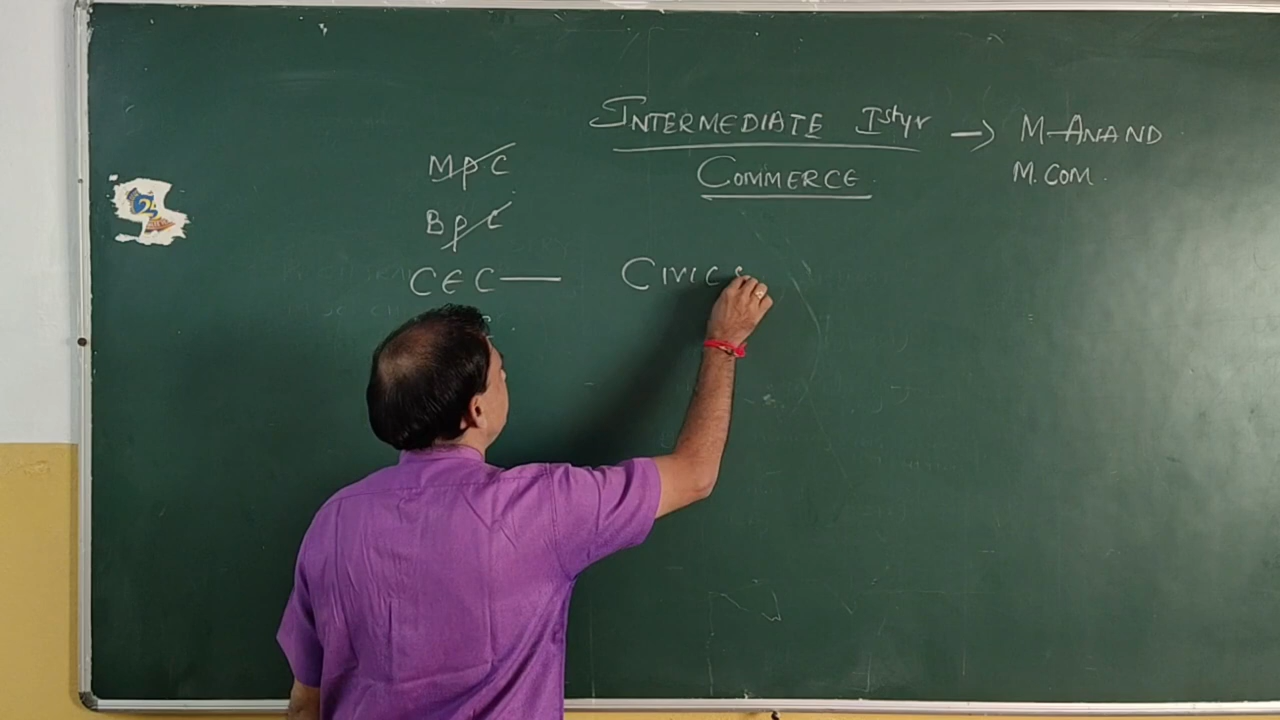 INTERMEDIATE Ist yr → M. ANAND
COMMERCE M.COM.
MPC
BPC
CEC — CIVICS